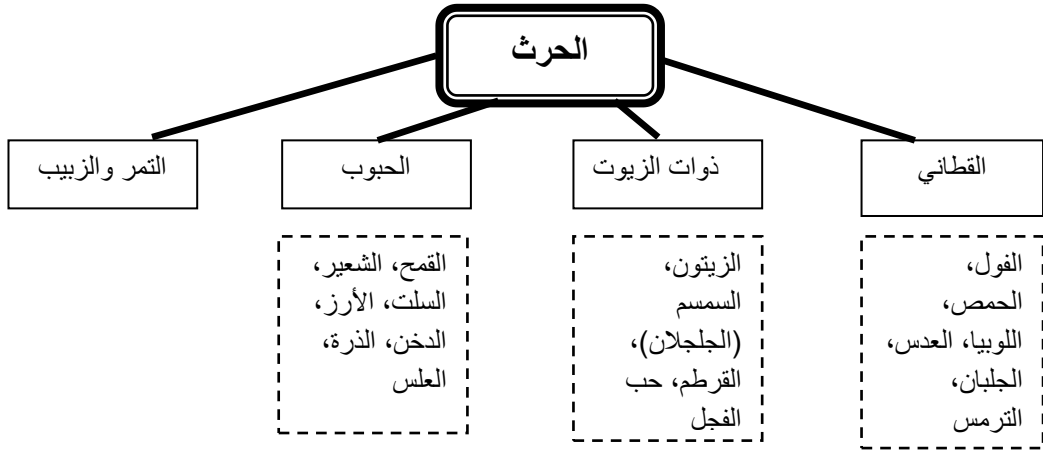 الحرث
القطاني
ذوات الزيوت
الحبوب
التمر والزبيب
الفول،
الحمص،
اللوبيا، العدس،
الجلبان،
الترمس
الزيتون،
السمسم
(الجلجلان)،
القرطم، حب
الفجل
القمح، الشعير،
السلت، الأرز،
الدخن، الذرة،
العلس